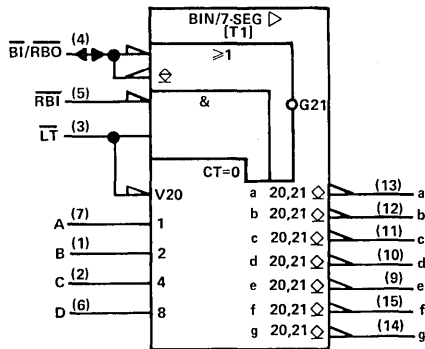 BIN/7-SEG ▷
[T1]
BI/RBO (4)
≥1
G21
RBI (5)
&
LT (3)
CT=0
V20
a 20,21 (13) a
b 20,21 (12) b
A (7) 1
c 20,21 (11) c
B (1) 2
d 20,21 (10) d
C (2) 4
e 20,21 (9) e
D (6) 8
f 20,21 (15) f
g 20,21 (14) g